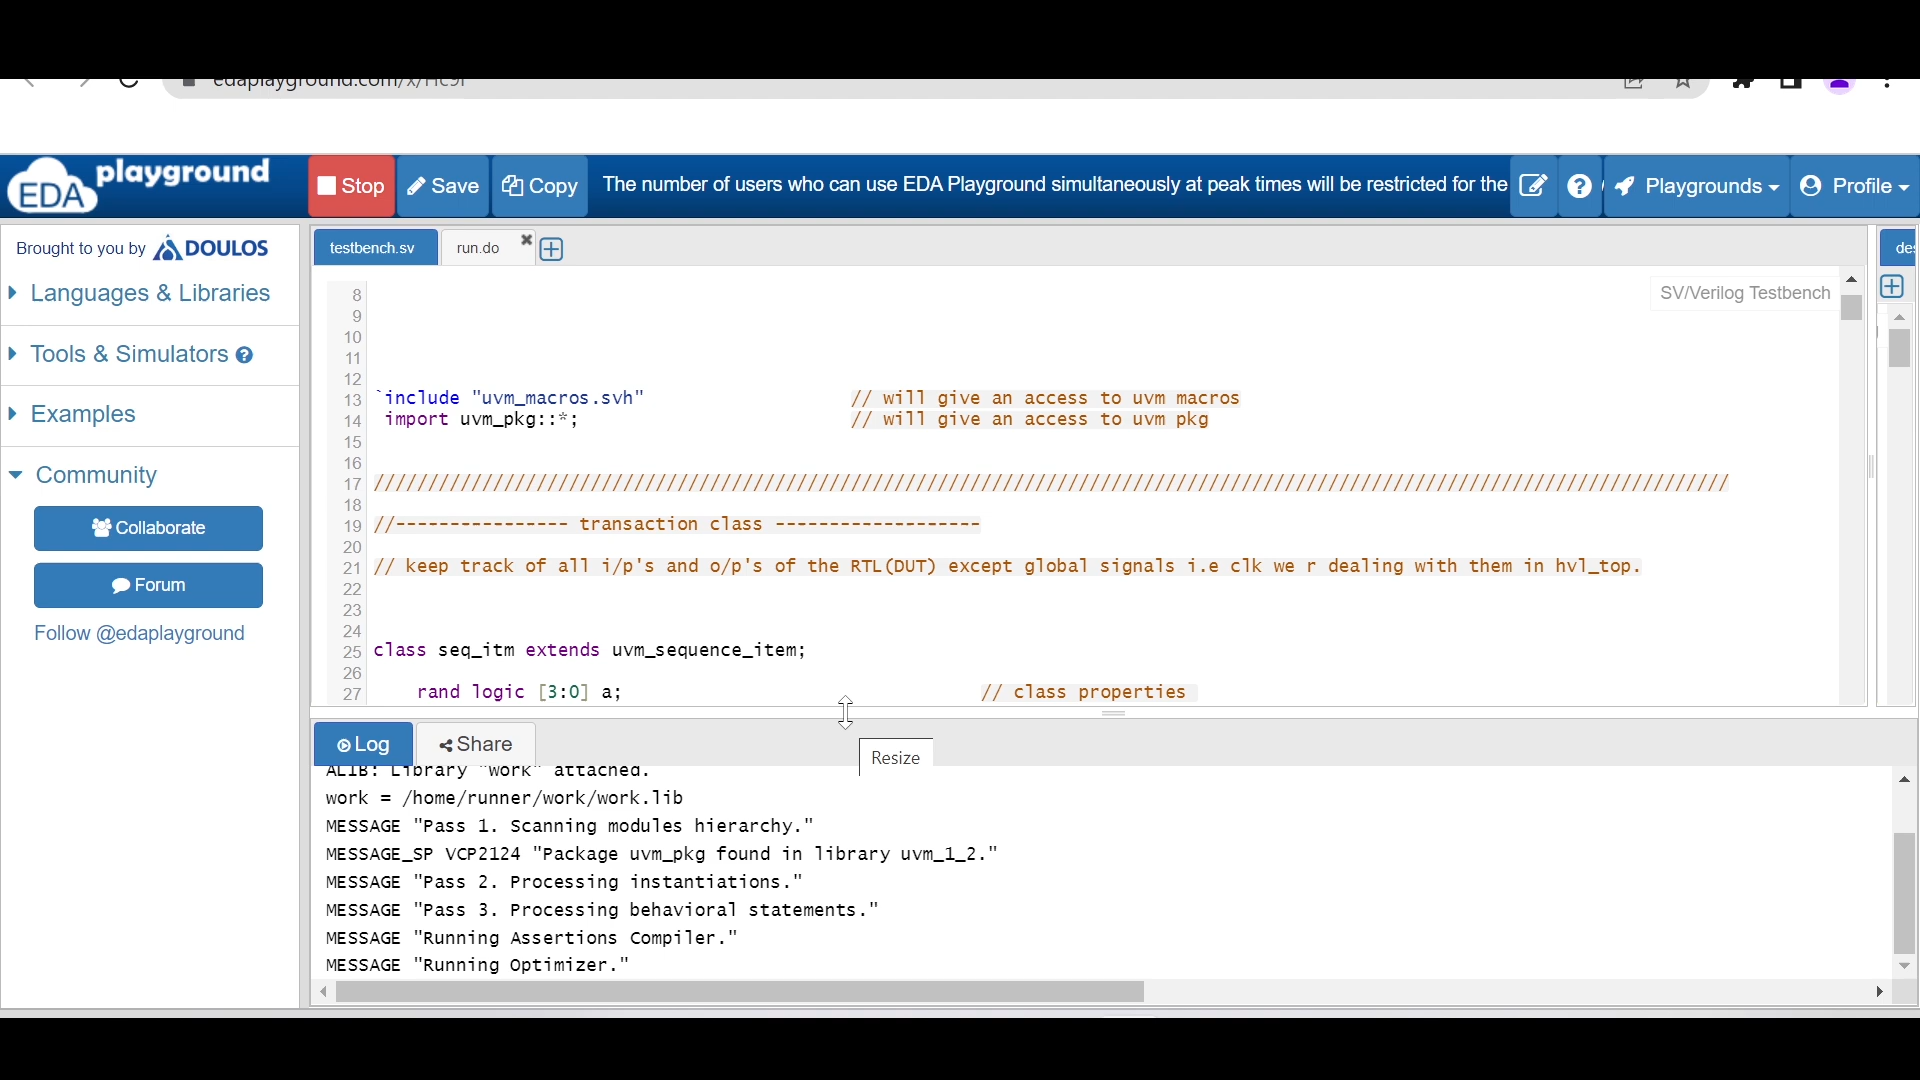 edaplayground.com/x/Hc9r
EDA playground
Stop
Save
Copy
The number of users who can use EDA Playground simultaneously at peak times will be restricted for the
Playgrounds
Profile
Brought to you by DOULOS
Languages & Libraries
Tools & Simulators
Examples
Community
Collaborate
Forum
Follow @edaplayground
testbench.sv
run.do
SV/Verilog Testbench
8
9
10
11
12
13 `include "uvm_macros.svh" // will give an access to uvm macros
14 import uvm_pkg::*; // will give an access to uvm pkg
15
16
17 /////////////////////////////////////////////////////////////////////////////////////////////////////////////////////////////
18
19 //---------------- transaction class -------------------
20
21 // keep track of all i/p's and o/p's of the RTL(DUT) except global signals i.e clk we r dealing with them in hvl_top.
22
23
24
25 class seq_itm extends uvm_sequence_item;
26
27 rand logic [3:0] a; // class properties
Log
Share
Resize
ALIB: Library "work" attached.
work = /home/runner/work/work.lib
MESSAGE "Pass 1. Scanning modules hierarchy."
MESSAGE_SP VCP2124 "Package uvm_pkg found in library uvm_1_2."
MESSAGE "Pass 2. Processing instantiations."
MESSAGE "Pass 3. Processing behavioral statements."
MESSAGE "Running Assertions Compiler."
MESSAGE "Running Optimizer."